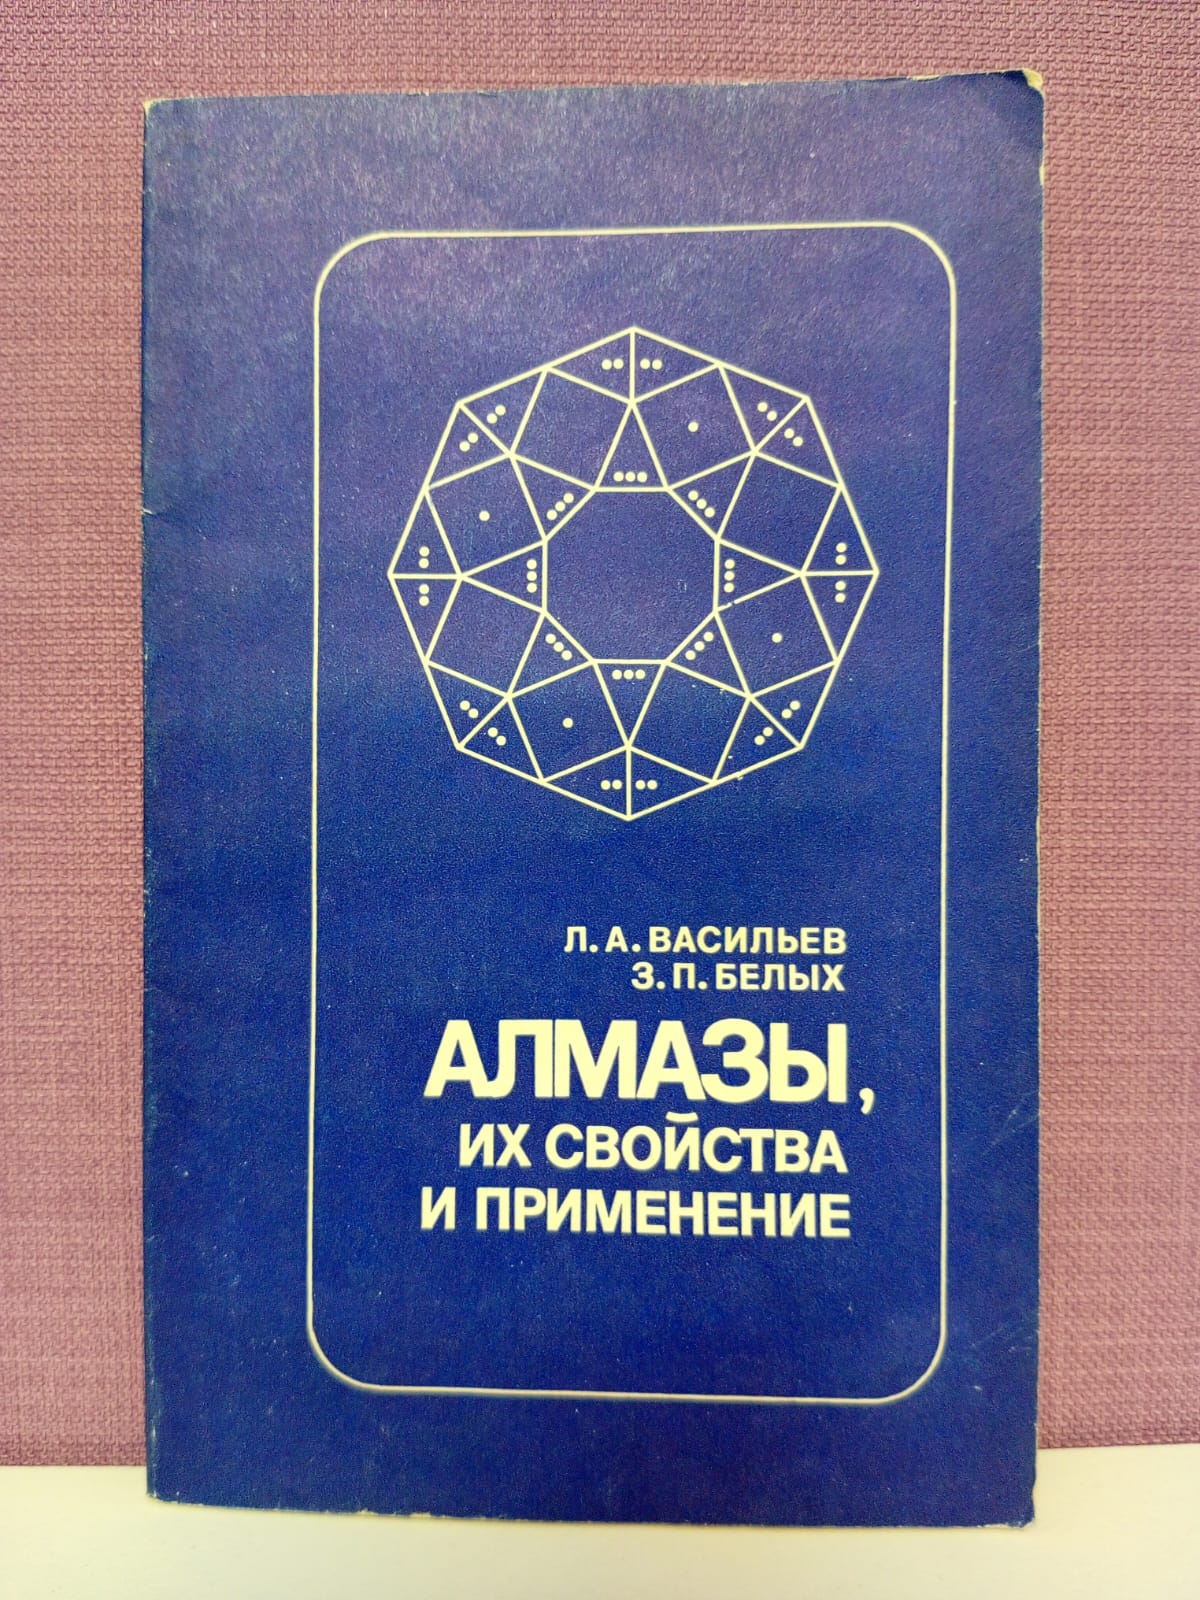 Л. А. ВАСИЛЬЕВ
З. П. БЕЛЫХ
АЛМАЗЫ,
ИХ СВОЙСТВА
И ПРИМЕНЕНИЕ